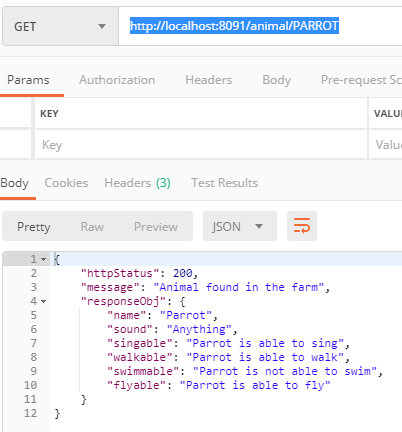 GET http://localhost:8091/animal/PARROT
Params Authorization Headers Body Pre-request Sc
KEY VALU
Key Value
Body Cookies Headers (3) Test Results
Pretty Raw Preview JSON
1 {
2 "httpStatus": 200,
3 "message": "Animal found in the farm",
4 "responseObj": {
5 "name": "Parrot",
6 "sound": "Anything",
7 "singable": "Parrot is able to sing",
8 "walkable": "Parrot is able to walk",
9 "swimmable": "Parrot is not able to swim",
10 "flyable": "Parrot is able to fly"
11 }
12 }